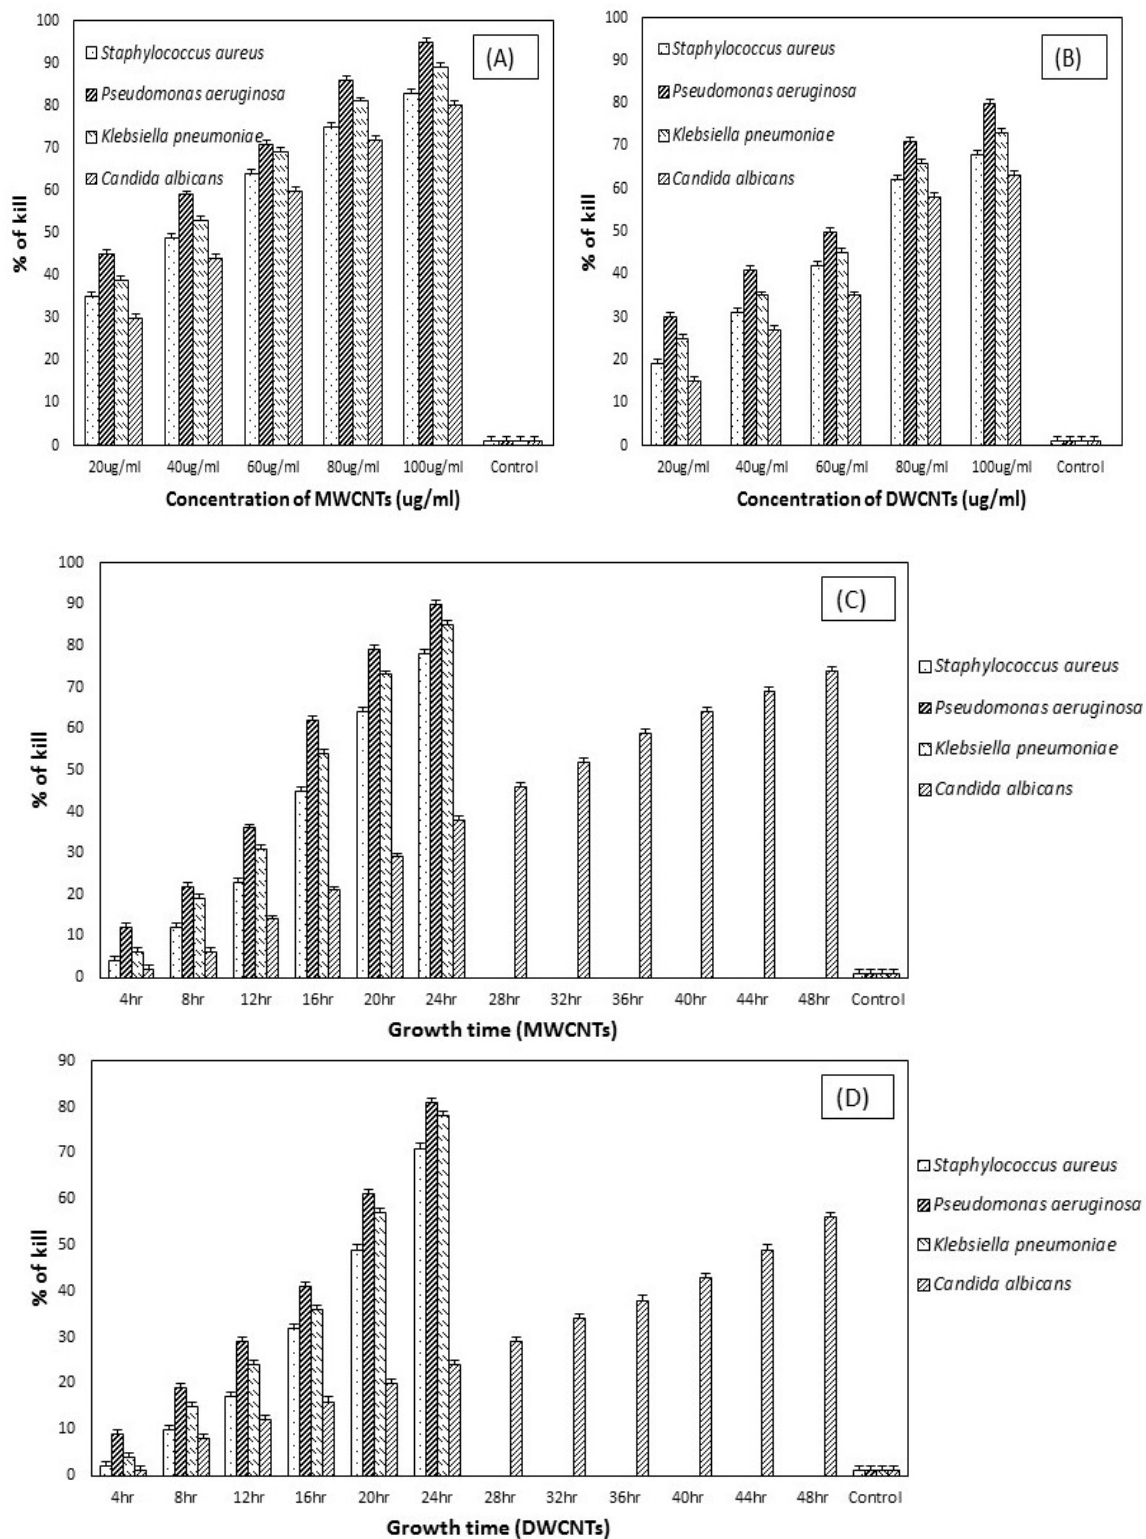 100
90
80
70
60
50
40
30
20
10
0
% of kill
Staphylococcus aureus
Pseudomonas aeruginosa
Klebsiella pneumoniae
Candida albicans
(A)
20ug/ml 40ug/ml 60ug/ml 80ug/ml 100ug/ml Control
Concentration of MWCNTs (ug/ml)
100
90
80
70
60
50
40
30
20
10
0
% of kill
Staphylococcus aureus
Pseudomonas aeruginosa
Klebsiella pneumoniae
Candida albicans
(B)
20ug/ml 40ug/ml 60ug/ml 80ug/ml 100ug/ml Control
Concentration of DWCNTs (ug/ml)
100
90
80
70
60
50
40
30
20
10
0
% of kill
(C)
Staphylococcus aureus
Pseudomonas aeruginosa
Klebsiella pneumoniae
Candida albicans
4hr 8hr 12hr 16hr 20hr 24hr 28hr 32hr 36hr 40hr 44hr 48hr Control
Growth time (MWCNTs)
90
80
70
60
50
40
30
20
10
0
% of kill
(D)
Staphylococcus aureus
Pseudomonas aeruginosa
Klebsiella pneumoniae
Candida albicans
4hr 8hr 12hr 16hr 20hr 24hr 28hr 32hr 36hr 40hr 44hr 48hr Control
Growth time (DWCNTs)